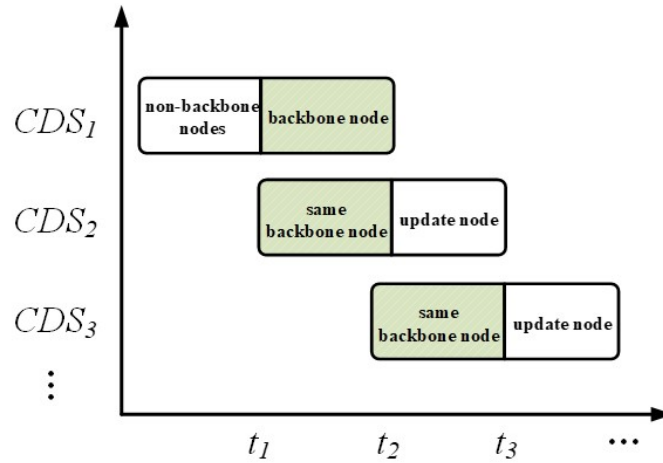 CDS1
non-backbone nodes
backbone node
CDS2
same backbone node
update node
CDS3
same backbone node
update node
⋮
t1
t2
t3
•••